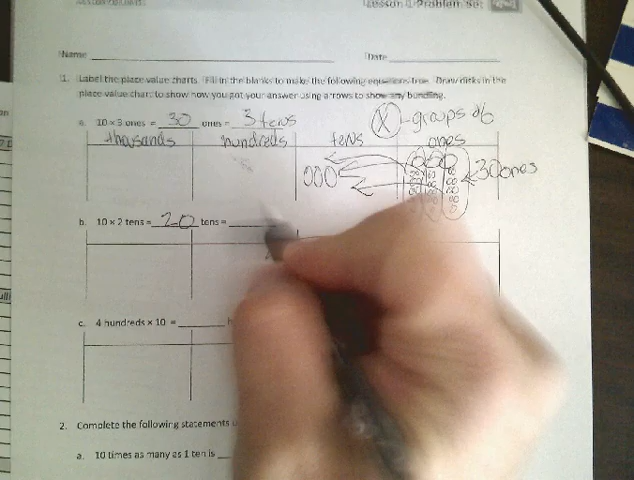 Lesson 1 Problem Set
Name Date
1. Label the place value charts. Fill in the blanks to make the following equations true. Draw disks in the
place value chart to show how you got your answer using arrows to show any bundling.
a. 10 × 3 ones = 30 ones = 3 tens
X - groups of
thousands hundreds tens ones
30 ones
b. 10 × 2 tens = 20 tens =
c. 4 hundreds × 10 =
2. Complete the following statements
a. 10 times as many as 1 ten is